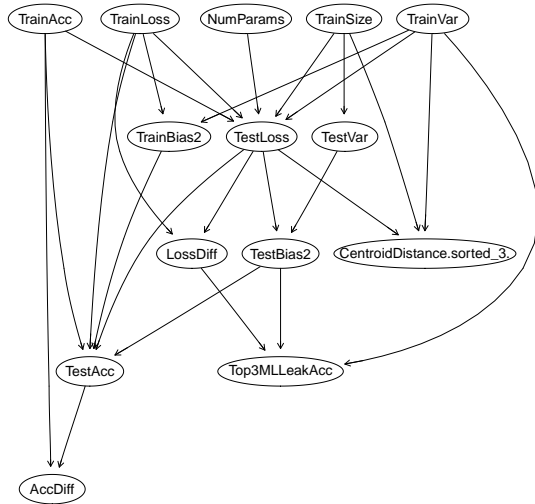 TrainAcc TrainLoss NumParams TrainSize TrainVar
TrainBias2 TestLoss TestVar
LossDiff TestBias2 CentroidDistance.sorted_3.
TestAcc Top3MLLeakAcc
AccDiff